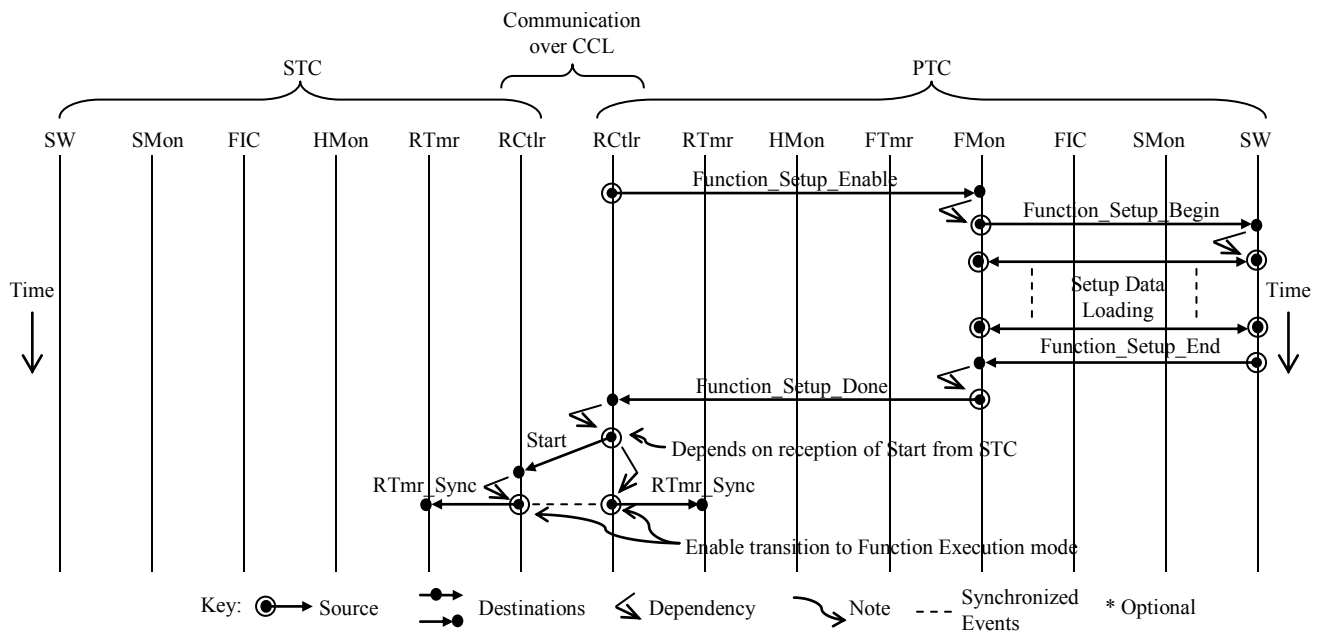 Communication
over CCL
STC
PTC
SW SMon FIC HMon RTmr RCtlr RCtlr RTmr HMon FTmr FMon FIC SMon SW
Function_Setup_Enable
Function_Setup_Begin
Time
Setup Data
Loading
Time
Function_Setup_End
Function_Setup_Done
Start
Depends on reception of Start from STC
RTmr_Sync
RTmr_Sync
Enable transition to Function Execution mode
Key: Source Destinations Dependency Note Synchronized
Events
* Optional